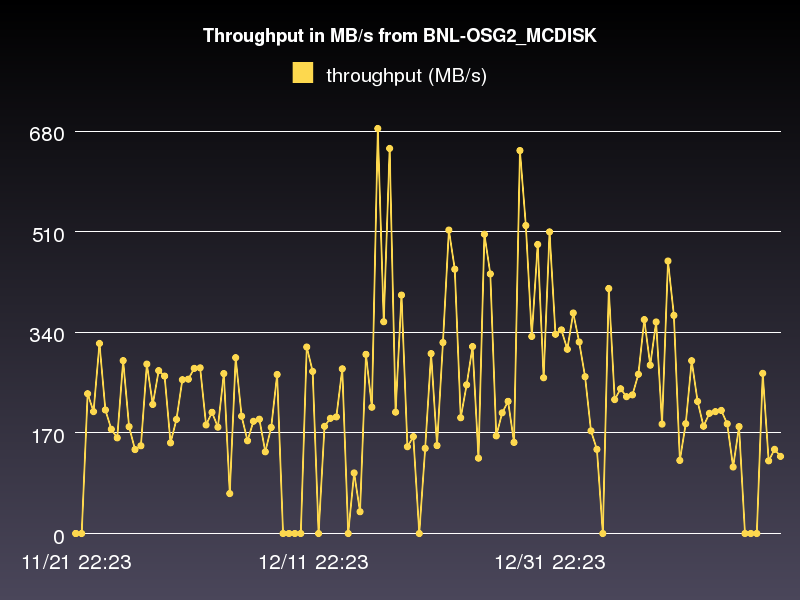 Throughput in MB/s from BNL-OSG2_MCDISK
throughput (MB/s)
680
510
340
170
0
11/21 22:23 12/11 22:23 12/31 22:23